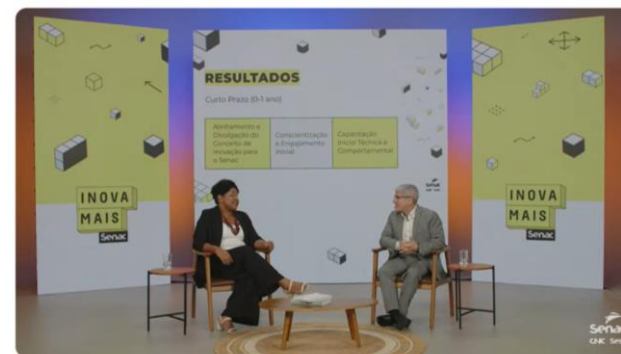 RESULTADOS
Curto Prazo (0-1 ano)
Alinhamento e
Divulgação do
Conceito de
Inovação para
o Senac
Conscientização
e Engajamento
Inicial
Capacitação
Inicial Técnica e
Comportamental
Senac
INOVA
MAIS
Senac
INOVA
MAIS
Senac
Senac